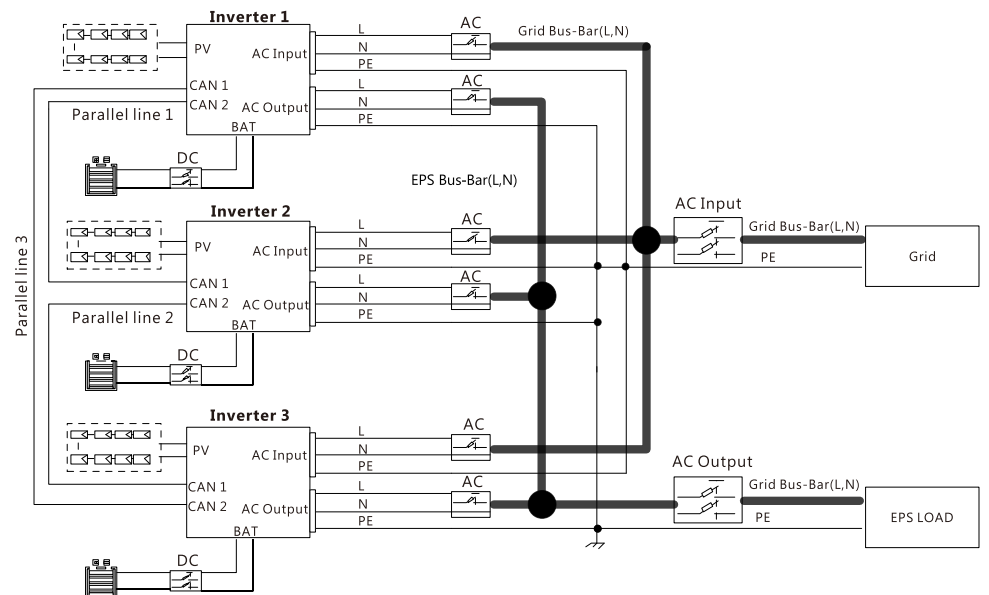 Inverter 1
PV
AC Input
CAN 1
CAN 2
AC Output
BAT
L
N
PE
L
N
PE
AC
AC
Grid Bus-Bar(L,N)
Parallel line 1
DC
EPS Bus-Bar(L,N)
Inverter 2
PV
AC Input
CAN 1
CAN 2
AC Output
BAT
L
N
PE
L
N
PE
AC
AC
AC Input
Grid Bus-Bar(L,N)
PE
Grid
Parallel line 3
Parallel line 2
DC
Inverter 3
PV
AC Input
CAN 1
CAN 2
AC Output
BAT
L
N
PE
L
N
PE
AC
AC
AC Output
Grid Bus-Bar(L,N)
PE
EPS LOAD
DC